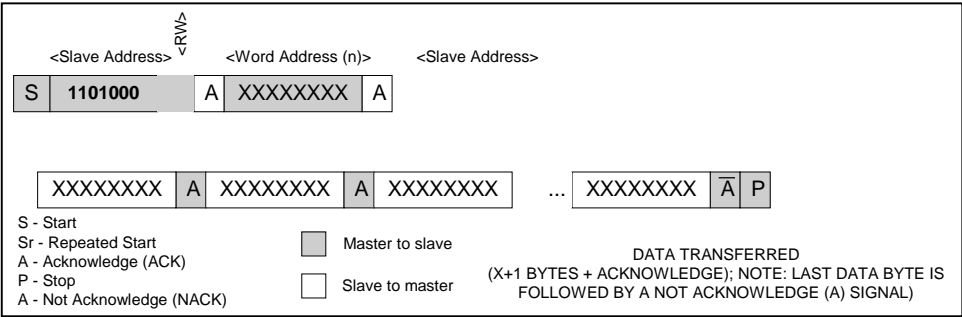 <RW>
<Slave Address> <Word Address (n)> <Slave Address>
S 1101000 A XXXXXXXX A
XXXXXXXX A XXXXXXXX A XXXXXXXX ... XXXXXXXX A̅ P
S - Start
Sr - Repeated Start
A - Acknowledge (ACK)
P - Stop
A - Not Acknowledge (NACK)
Master to slave
Slave to master
DATA TRANSFERRED
(X+1 BYTES + ACKNOWLEDGE); NOTE: LAST DATA BYTE IS
FOLLOWED BY A NOT ACKNOWLEDGE (A) SIGNAL)